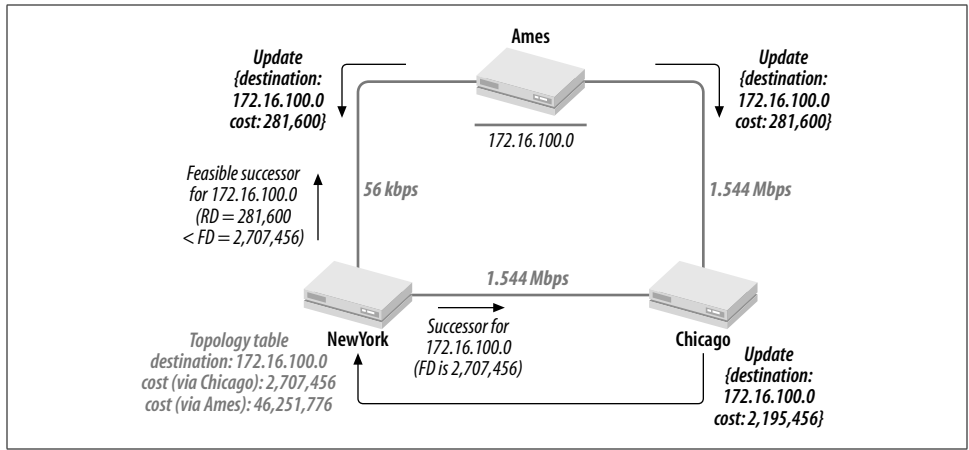 Ames
Update
{destination:
172.16.100.0
cost: 281,600}
Update
{destination:
172.16.100.0
cost: 281,600}
172.16.100.0
Feasible successor
for 172.16.100.0
(RD = 281,600
< FD = 2,707,456)
56 kbps
1.544 Mbps
1.544 Mbps
NewYork
Chicago
Successor for
172.16.100.0
(FD is 2,707,456)
Topology table
destination: 172.16.100.0
cost (via Chicago): 2,707,456
cost (via Ames): 46,251,776
Update
{destination:
172.16.100.0
cost: 2,195,456}